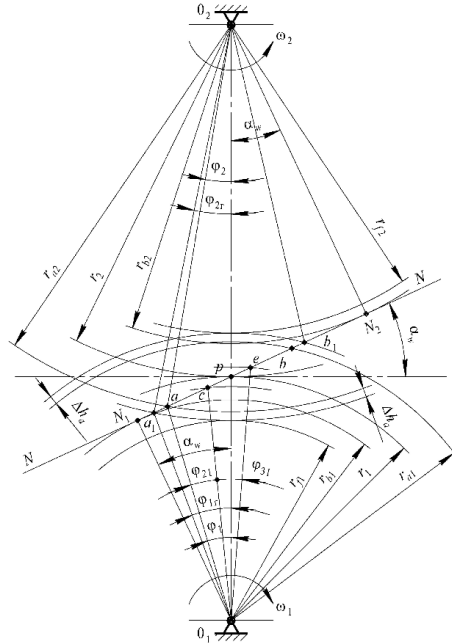 0₂
ω₂
α_w
φ₂
φ₂r
r_a2
r₂
r_b2
r_f2
N
N₂
α_w
b₁
b
e
p
a
c
Δh_a
N₁
a₁
Δh_a
α_w
N
φ₂₁
φ₃₁
φ₁r
φ₁
r_f1
r_b1
r₁
r_a1
ω₁
0₁